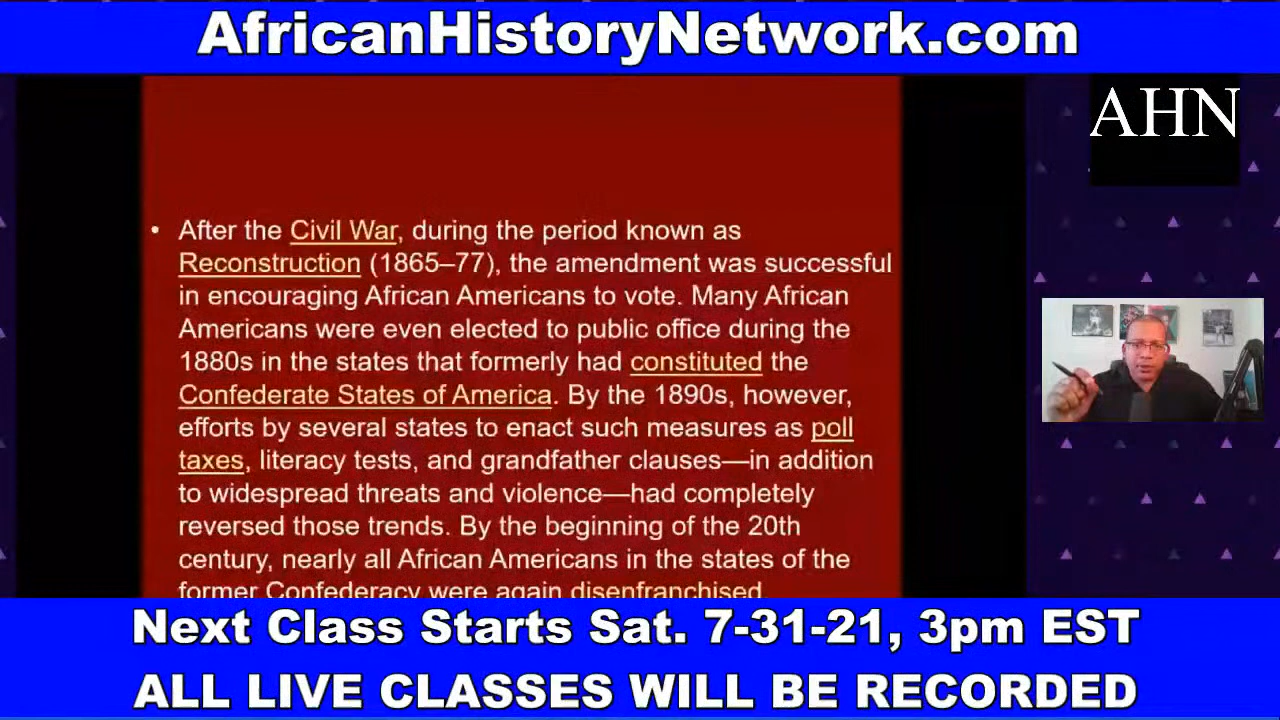 AfricanHistoryNetwork.com
AHN
• After the Civil War, during the period known as
Reconstruction (1865–77), the amendment was successful
in encouraging African Americans to vote. Many African
Americans were even elected to public office during the
1880s in the states that formerly had constituted the
Confederate States of America. By the 1890s, however,
efforts by several states to enact such measures as poll
taxes, literacy tests, and grandfather clauses—in addition
to widespread threats and violence—had completely
reversed those trends. By the beginning of the 20th
century, nearly all African Americans in the states of the
former Confederacy were again disenfranchised.
Next Class Starts Sat. 7-31-21, 3pm EST
ALL LIVE CLASSES WILL BE RECORDED